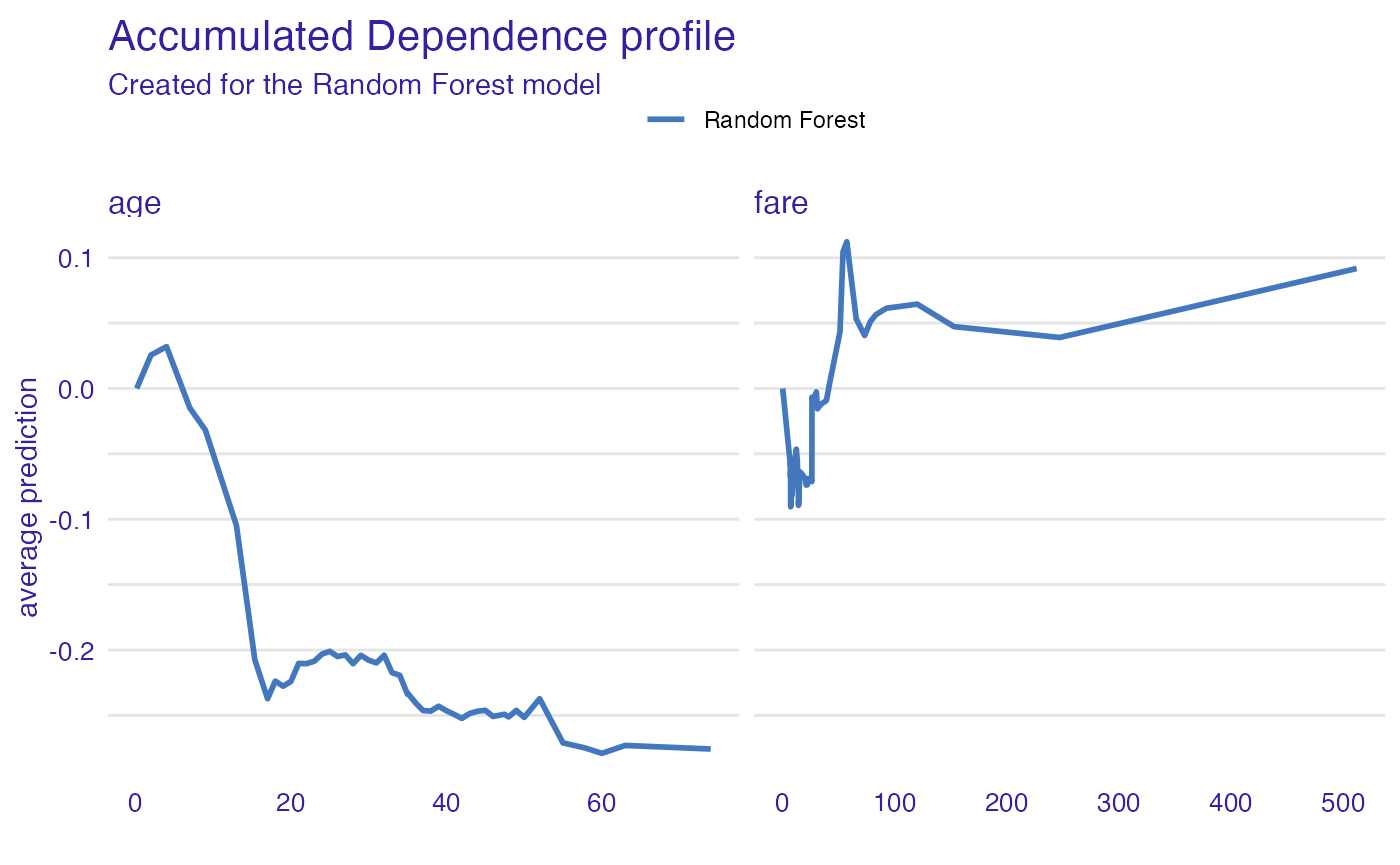 Accumulated Dependence profile
Created for the Random Forest model
Random Forest
age
fare
average prediction
0.1
0.0
-0.1
-0.2
0 20 40 60
0 100 200 300 400 500